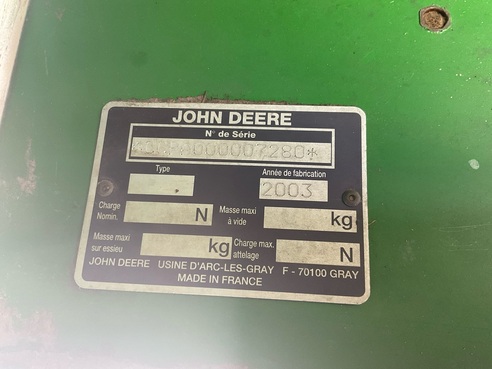 JOHN DEERE
N° de Série
Type Année de fabrication
2003
Charge Nomin. N Masse maxi à vide kg
Masse maxi sur essieu kg Charge max. attelage N
JOHN DEERE USINE D'ARC-LES-GRAY F - 70100 GRAY
MADE IN FRANCE